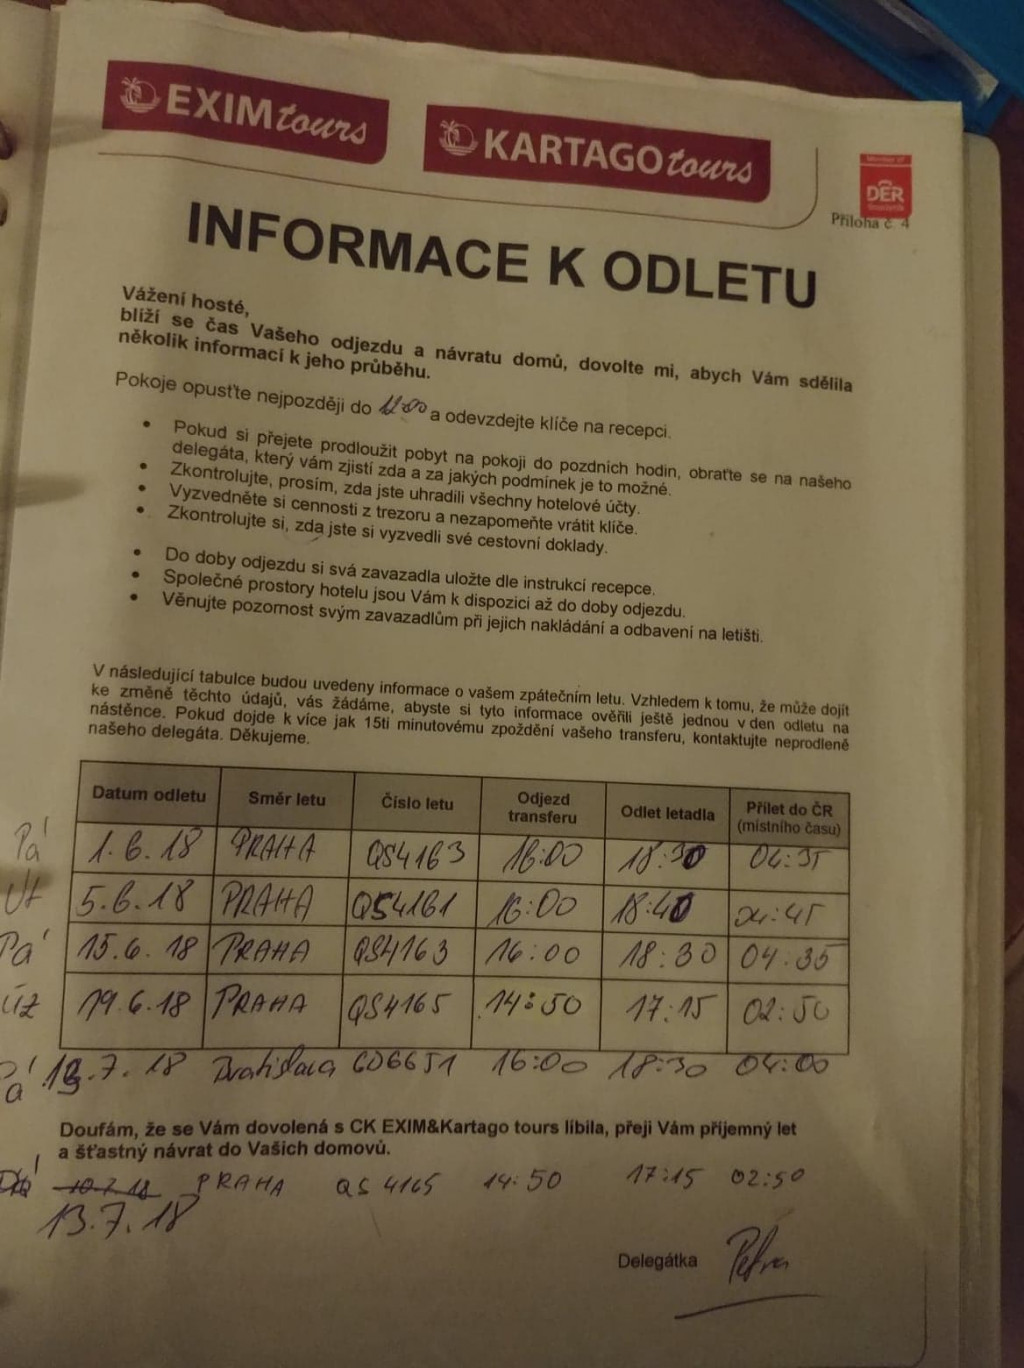 EXIMtours
KARTAGOtours
Member of
DER
Příloha č. 4
INFORMACE K ODLETU
Vážení hosté,
blíží se čas Vašeho odjezdu a návratu domů, dovolte mi, abych Vám sdělila
několik informací k jeho průběhu.
Pokoje opusťte nejpozději do 12:00 a odevzdejte klíče na recepci.
• Pokud si přejete prodloužit pobyt na pokoji do pozdních hodin, obraťte se na našeho
delegáta, který vám zjistí zda a za jakých podmínek je to možné.
• Zkontrolujte, prosím, zda jste uhradili všechny hotelové účty.
• Vyzvedněte si cennosti z trezoru a nezapomeňte vrátit klíče.
• Zkontrolujte si, zda jste si vyzvedli své cestovní doklady.
• Do doby odjezdu si svá zavazadla uložte dle instrukcí recepce.
• Společné prostory hotelu jsou Vám k dispozici až do doby odjezdu.
• Věnujte pozornost svým zavazadlům při jejich nakládání a odbavení na letišti.
V následující tabulce budou uvedeny informace o vašem zpátečním letu. Vzhledem k tomu, že může dojít
ke změně těchto údajů, vás žádáme, abyste si tyto informace ověřili ještě jednou v den odletu na
nástěnce. Pokud dojde k více jak 15ti minutovému zpoždění vašeho transferu, kontaktujte neprodleně
našeho delegáta. Děkujeme.
Datum odletu Směr letu Číslo letu Odjezd transferu Odlet letadla Přílet do ČR (místního času)
Pá 1.6.18 PRAHA QS4163 16:00 18:30 04:35
Út 5.6.18 PRAHA QS4161 16:00 18:40 04:45
Pá 15.6.18 PRAHA QS4163 16:00 18:30 04:35
Út 19.6.18 PRAHA QS4165 14:50 17:15 02:50
Pá 13.7.18 Bratislava 6D6651 16:00 18:30 04:00
Doufám, že se Vám dovolená s CK EXIM&Kartago tours líbila, přeji Vám příjemný let
a šťastný návrat do Vašich domovů.
Pá 10.7.18 PRAHA QS 4165 14:50 17:15 02:50
13.7.18
Delegátka Petra